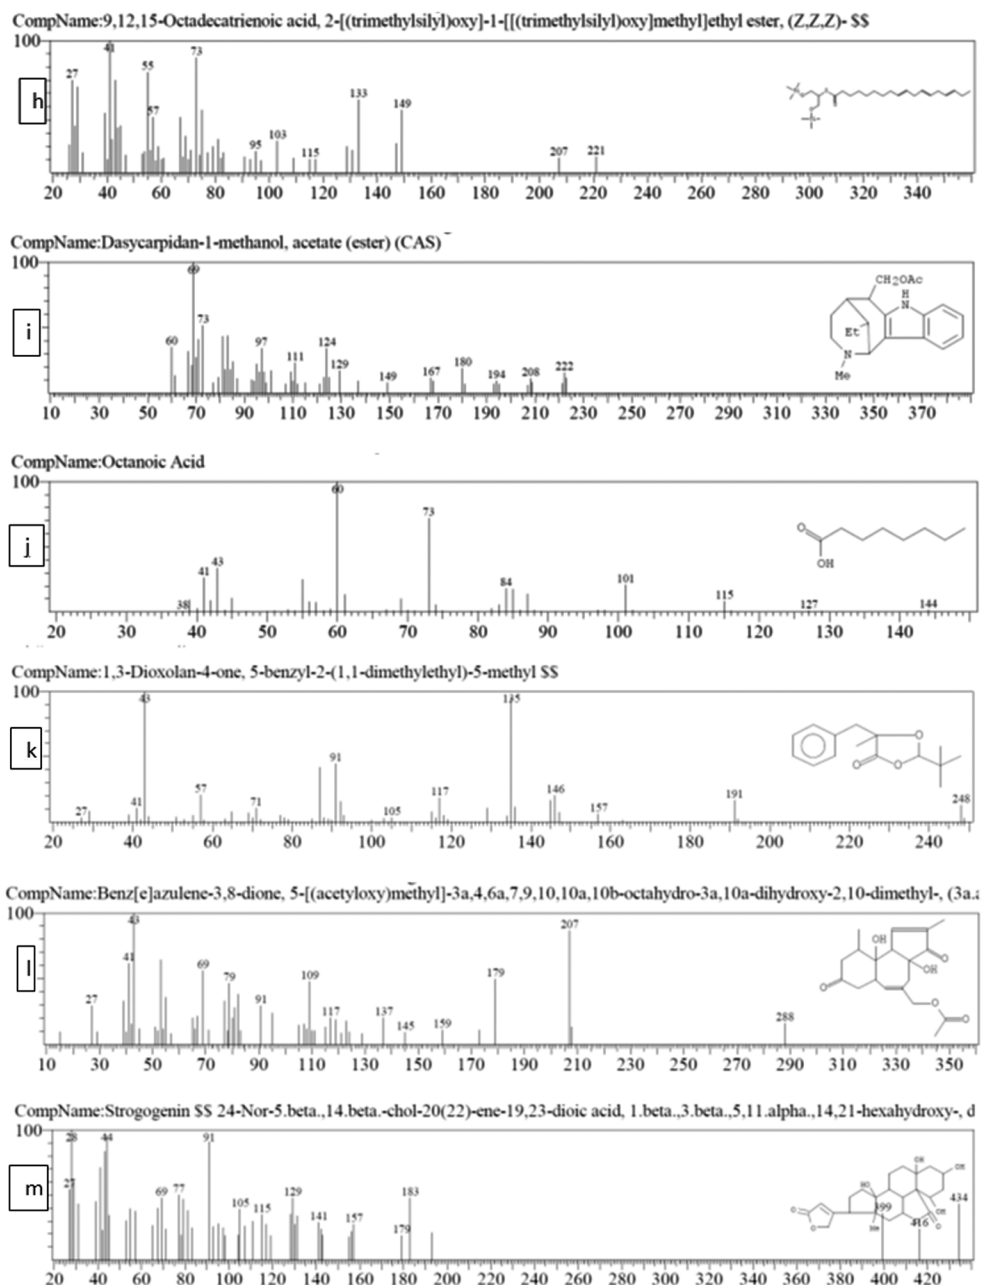 CompName:9,12,15-Octadecatrienoic acid, 2-[(trimethylsilyl)oxy]-1-[[(trimethylsilyl)oxy]methyl]ethyl ester, (Z,Z,Z)- $$
100
h
27 41 55 57 73 95 103 115 133 149 207 221
20 40 60 80 100 120 140 160 180 200 220 240 260 280 300 320 340
CompName:Dasycarpidan-1-methanol, acetate (ester) (CAS)
100
i
60 69 73 97 111 124 129 149 167 180 194 208 222
CH2OAc
H
N
Et
N
Me
10 30 50 70 90 110 130 150 170 190 210 230 250 270 290 310 330 350 370
CompName:Octanoic Acid
100
j
38 41 43 60 73 84 101 115 127 144
O
OH
20 30 40 50 60 70 80 90 100 110 120 130 140
CompName:1,3-Dioxolan-4-one, 5-benzyl-2-(1,1-dimethylethyl)-5-methyl $$
100
k
27 41 43 57 71 91 105 117 135 146 157 191 248
O
O
O
20 40 60 80 100 120 140 160 180 200 220 240
CompName:Benz[e]azulene-3,8-dione, 5-[(acetyloxy)methyl]-3a,4,6a,7,9,10,10a,10b-octahydro-3a,10a-dihydroxy-2,10-dimethyl-, (3a.
100
l
27 41 43 69 79 91 109 117 137 145 159 179 207 288
OH
O
OH
O
O
O
10 30 50 70 90 110 130 150 170 190 210 230 250 270 290 310 330 350
CompName:Strogogenin $$ 24-Nor-5.beta.,14.beta.-chol-20(22)-ene-19,23-dioic acid, 1.beta.,3.beta.,5,11.alpha.,14,21-hexahydroxy-, d
100
m
27 28 44 69 77 91 105 115 129 141 157 179 183 399 416 434
OH
OH
HO
OH
O
O
O
20 40 60 80 100 120 140 160 180 200 220 240 260 280 300 320 340 360 380 400 420